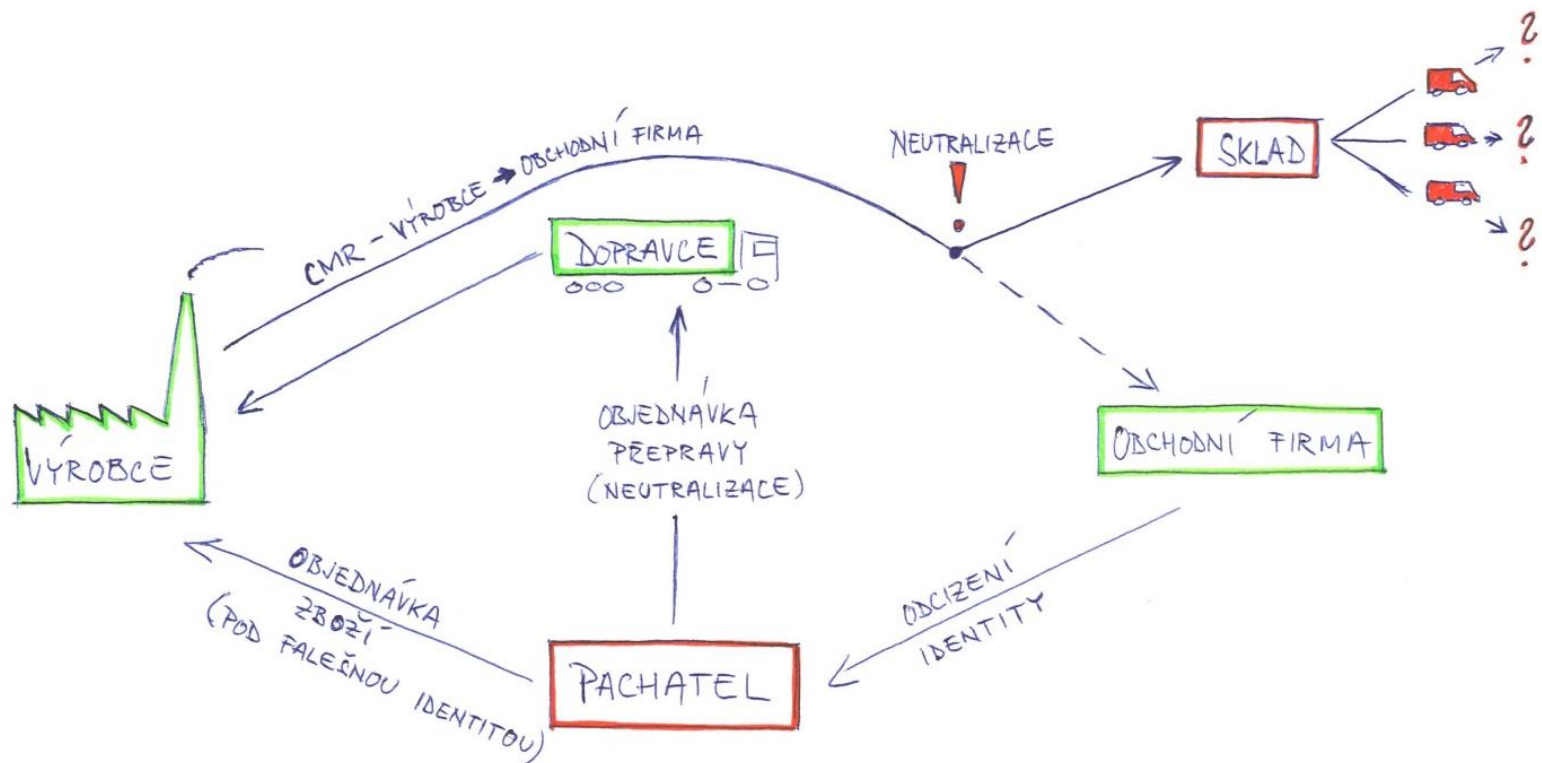 CMR - VÝROBCE → OBCHODNÍ FIRMA
NEUTRALIZACE
!
SKLAD
?
?
?
DOPRAVCE
VÝROBCE
OBJEDNÁVKA
PŘEPRAVY
(NEUTRALIZACE)
OBCHODNÍ FIRMA
OBJEDNÁVKA
ZBOŽÍ
(POD FALEŠNOU IDENTITOU)
PACHATEL
ODCIZENÍ
IDENTITY